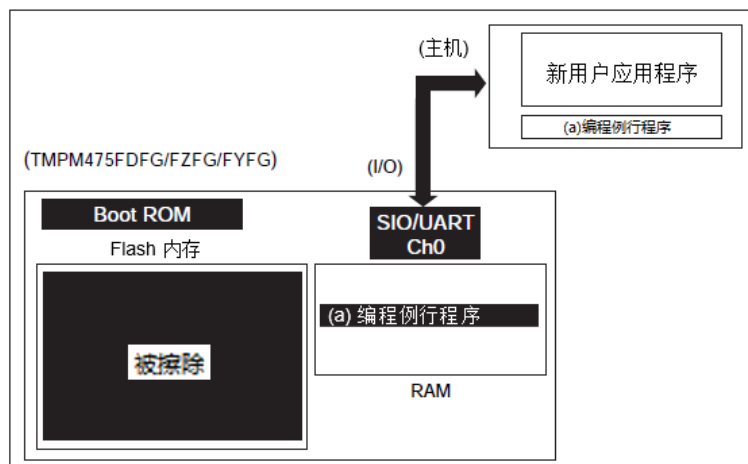 (主机)
新用户应用程序
(a)编程例行程序
(TMPM475FDFG/FZFG/FYFG)
(I/O)
Boot ROM
SIO/UART
Ch0
Flash 内存
(a) 编程例行程序
被擦除
RAM